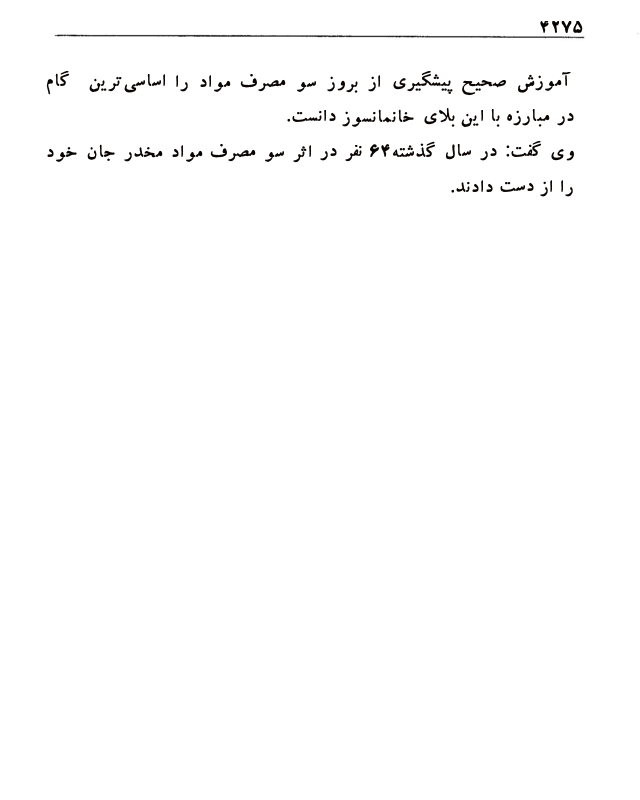 ۴۲۷۵
آموزش صحیح پیشگیری از بروز سو مصرف مواد را اساسی‌ترین گام
در مبارزه با این بلای خانمانسوز دانست.
وی گفت: در سال گذشته۶۴ نفر در اثر سو مصرف مواد مخدر جان خود
را از دست دادند.